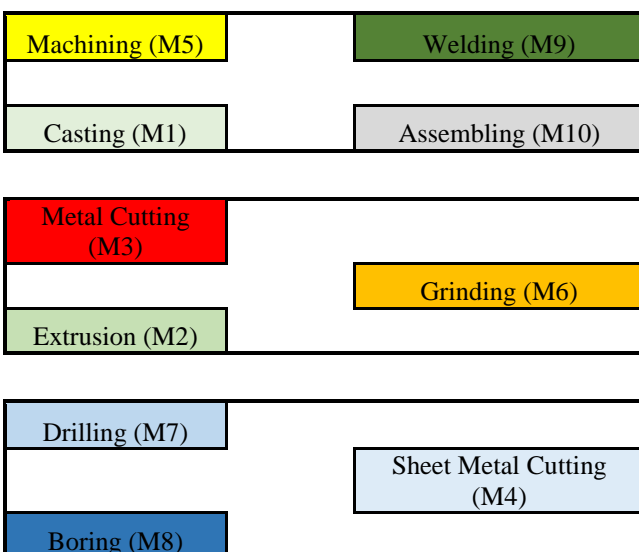 Machining (M5)
Welding (M9)
Casting (M1)
Assembling (M10)
Metal Cutting
(M3)
Grinding (M6)
Extrusion (M2)
Drilling (M7)
Sheet Metal Cutting
(M4)
Boring (M8)